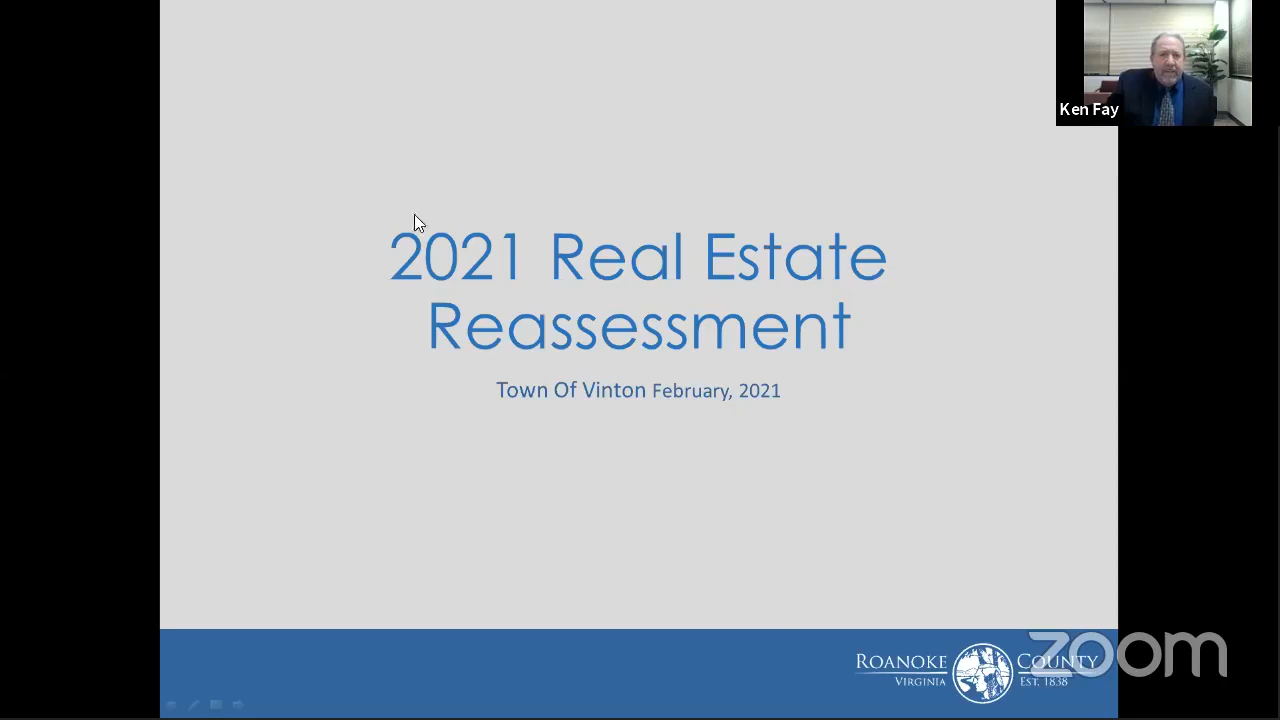 Ken Fay
2021 Real Estate
Reassessment
Town Of Vinton February, 2021
ROANOKE COUNTY
VIRGINIA EST. 1838
zoom